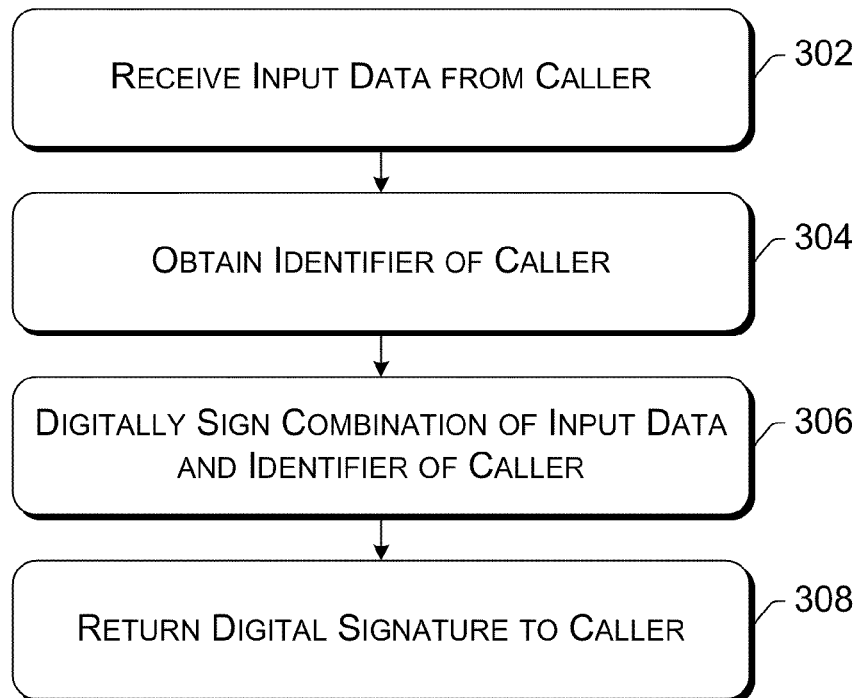 RECEIVE INPUT DATA FROM CALLER
302
OBTAIN IDENTIFIER OF CALLER
304
DIGITALLY SIGN COMBINATION OF INPUT DATA
AND IDENTIFIER OF CALLER
306
RETURN DIGITAL SIGNATURE TO CALLER
308